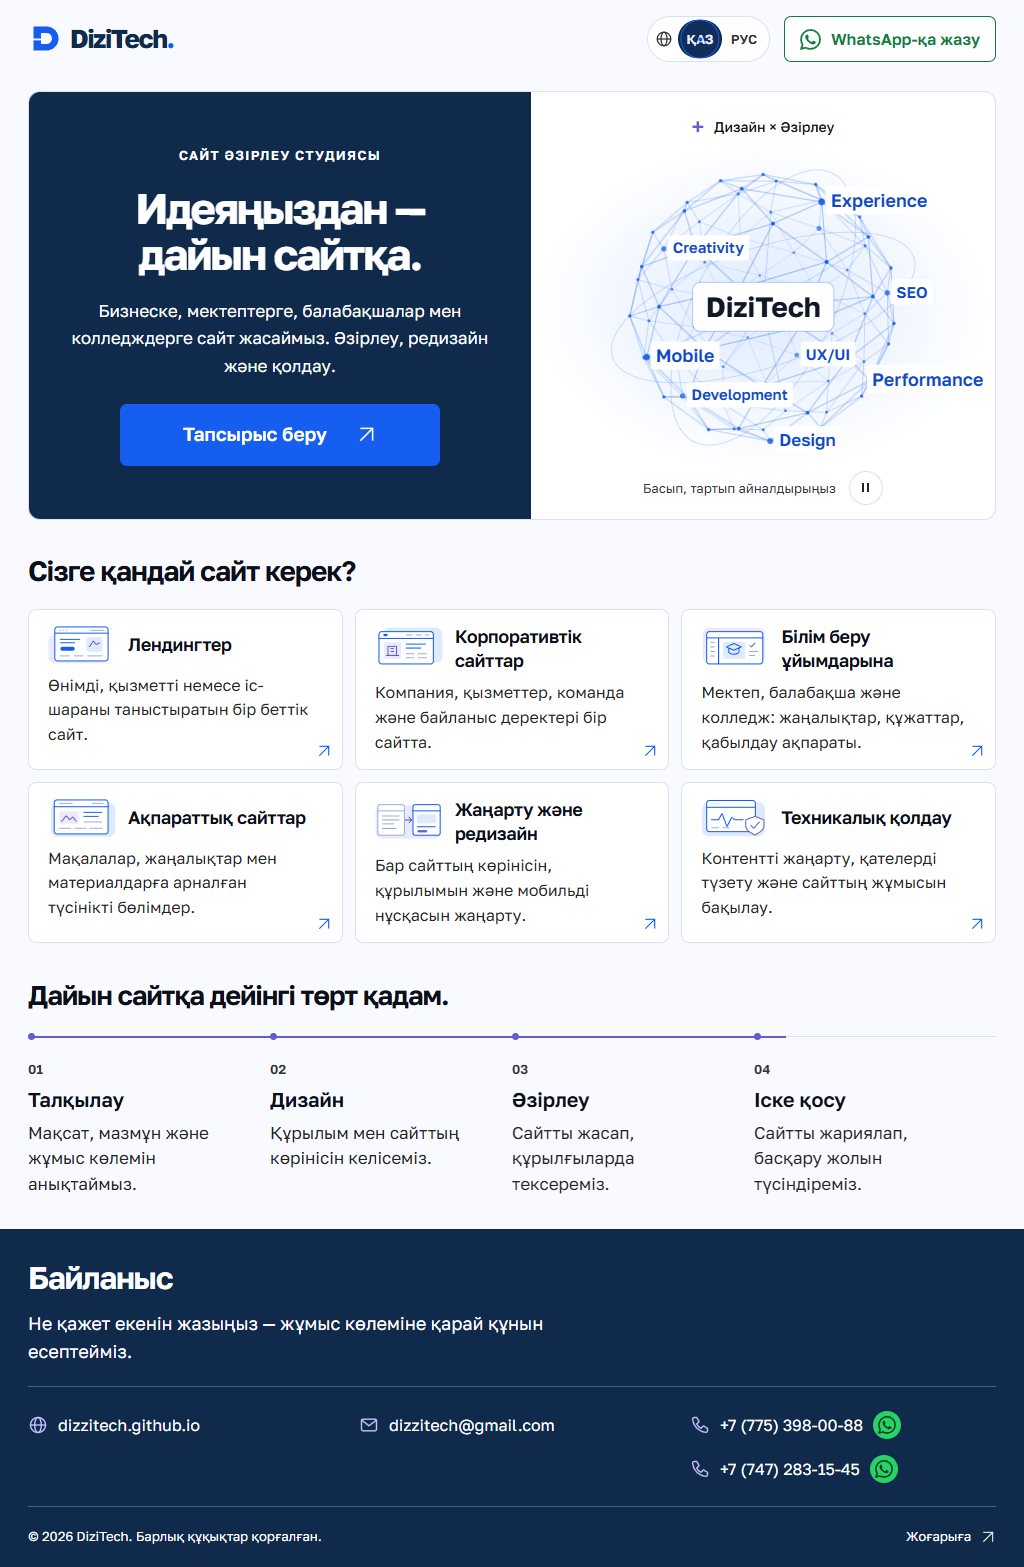 DiziTech.
ҚАЗ РУС
WhatsApp-қа жазу
САЙТ ӘЗІРЛЕУ СТУДИЯСЫ
Идеяңыздан —
дайын сайтқа.
Бизнеске, мектептерге, балабақшалар мен
колледждерге сайт жасаймыз. Әзірлеу, редизайн
және қолдау.
Тапсырыс беру
Дизайн × Әзірлеу
Experience
Creativity
SEO
DiziTech
Mobile
UX/UI
Performance
Development
Design
Басып, тартып айналдырыңыз
Сізге қандай сайт керек?
Лендингтер
Өнімді, қызметті немесе іс-
шараны таныстыратын бір беттік
сайт.
Корпоративтік
сайттар
Компания, қызметтер, команда
және байланыс деректері бір
сайтта.
Білім беру
ұйымдарына
Мектеп, балабақша және
колледж: жаңалықтар, құжаттар,
қабылдау ақпараты.
Ақпараттық сайттар
Мақалалар, жаңалықтар мен
материалдарға арналған
түсінікті бөлімдер.
Жаңарту және
редизайн
Бар сайттың көрінісін,
құрылымын және мобильді
нұсқасын жаңарту.
Техникалық қолдау
Контентті жаңарту, қателерді
түзету және сайттың жұмысын
бақылау.
Дайын сайтқа дейінгі төрт қадам.
01
Талқылау
Мақсат, мазмұн және
жұмыс көлемін
анықтаймыз.
02
Дизайн
Құрылым мен сайттың
көрінісін келісеміз.
03
Әзірлеу
Сайтты жасап,
құрылғыларда
тексереміз.
04
Іске қосу
Сайтты жариялап,
басқару жолын
түсіндіреміз.
Байланыс
Не қажет екенін жазыңыз — жұмыс көлеміне қарай құнын
есептейміз.
dizzitech.github.io
dizzitech@gmail.com
+7 (775) 398-00-88
+7 (747) 283-15-45
© 2026 DiziTech. Барлық құқықтар қорғалған.
Жоғарыға